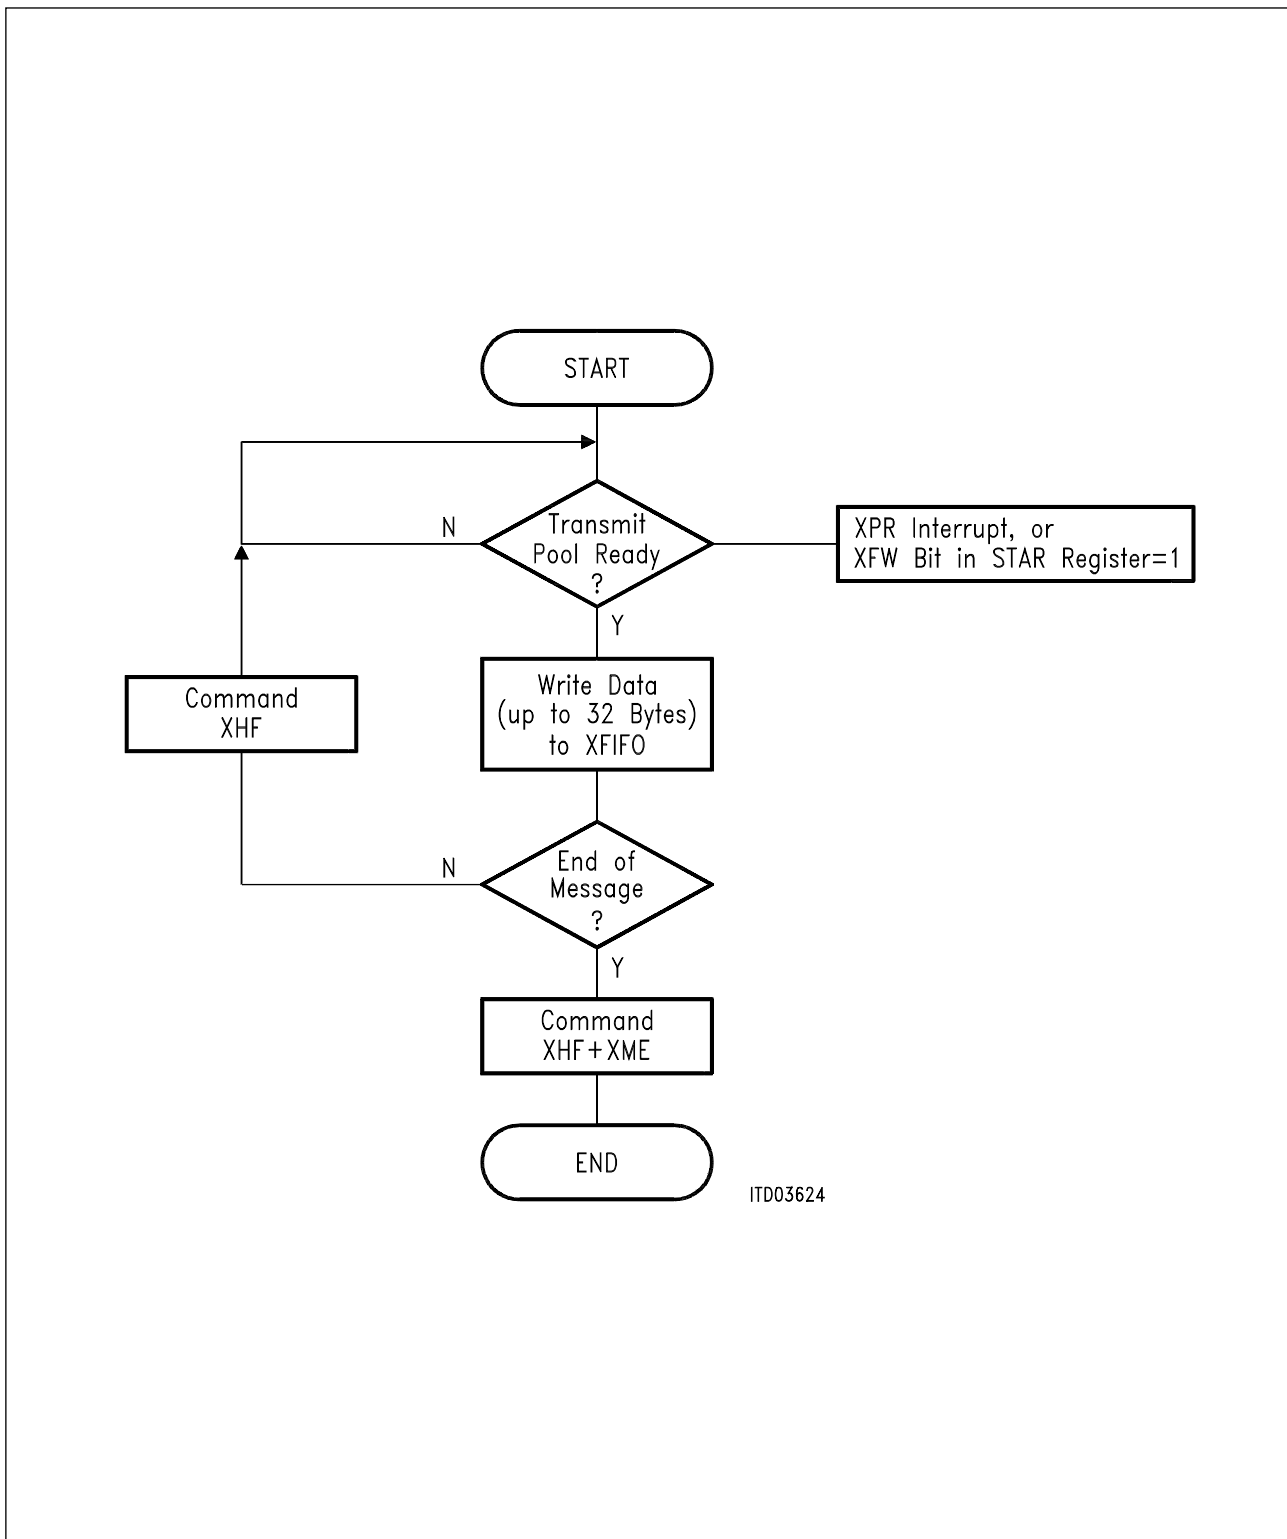 START
N
Transmit
Pool Ready
?
XPR Interrupt, or
XFW Bit in STAR Register=1
Y
Write Data
(up to 32 Bytes)
to XFIFO
Command
XHF
N
End of
Message
?
Y
Command
XHF+XME
END
ITD03624